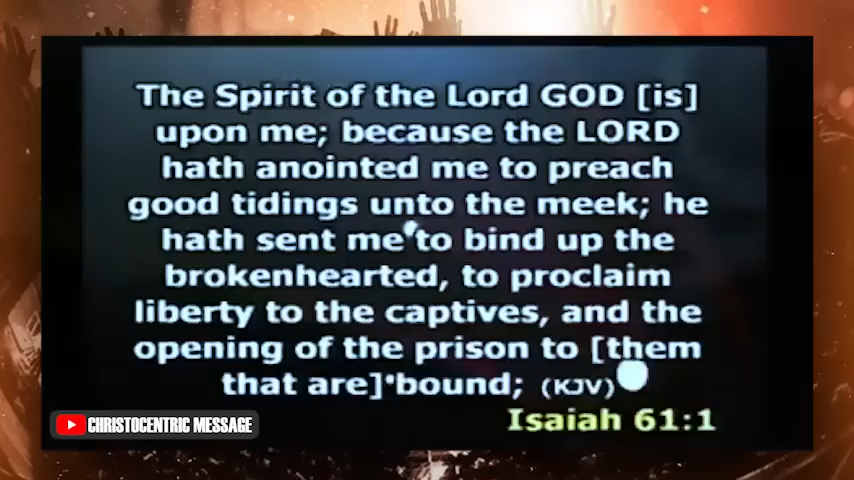 The Spirit of the Lord GOD [is]
upon me; because the LORD
hath anointed me to preach
good tidings unto the meek; he
hath sent me to bind up the
brokenhearted, to proclaim
liberty to the captives, and the
opening of the prison to [them
that are] bound; (KJV)
Isaiah 61:1
CHRISTOCENTRIC MESSAGE